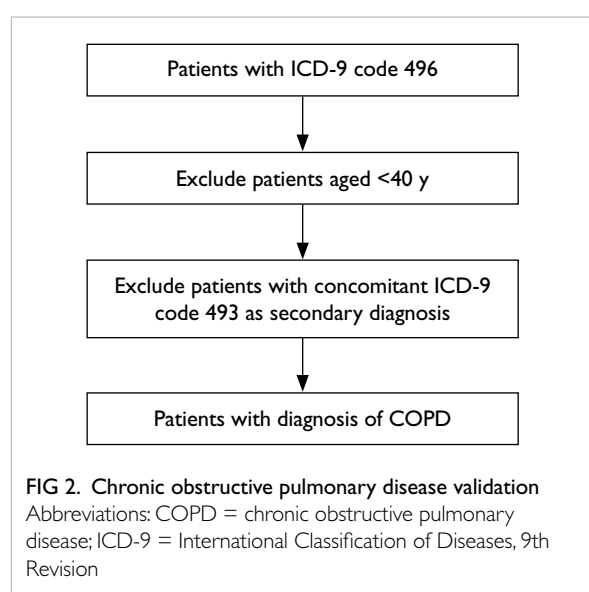 Patients with ICD-9 code 496
Exclude patients aged <40 y
Exclude patients with concomitant ICD-9
code 493 as secondary diagnosis
Patients with diagnosis of COPD
FIG 2. Chronic obstructive pulmonary disease validation
Abbreviations: COPD = chronic obstructive pulmonary
disease; ICD-9 = International Classification of Diseases, 9th
Revision